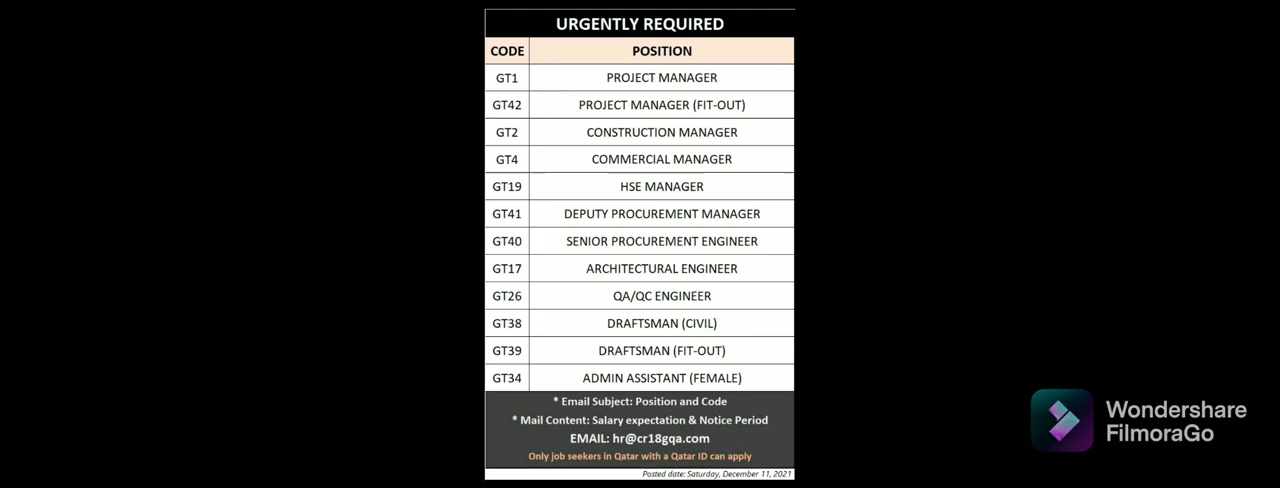 URGENTLY REQUIRED
CODE POSITION
GT1 PROJECT MANAGER
GT42 PROJECT MANAGER (FIT-OUT)
GT2 CONSTRUCTION MANAGER
GT4 COMMERCIAL MANAGER
GT19 HSE MANAGER
GT41 DEPUTY PROCUREMENT MANAGER
GT40 SENIOR PROCUREMENT ENGINEER
GT17 ARCHITECTURAL ENGINEER
GT26 QA/QC ENGINEER
GT38 DRAFTSMAN (CIVIL)
GT39 DRAFTSMAN (FIT-OUT)
GT34 ADMIN ASSISTANT (FEMALE)
* Email Subject: Position and Code
* Mail Content: Salary expectation & Notice Period
EMAIL: hr@cr18gqa.com
Only job seekers in Qatar with a Qatar ID can apply
Posted date: Saturday, December 11, 2021
Wondershare
FilmoraGo